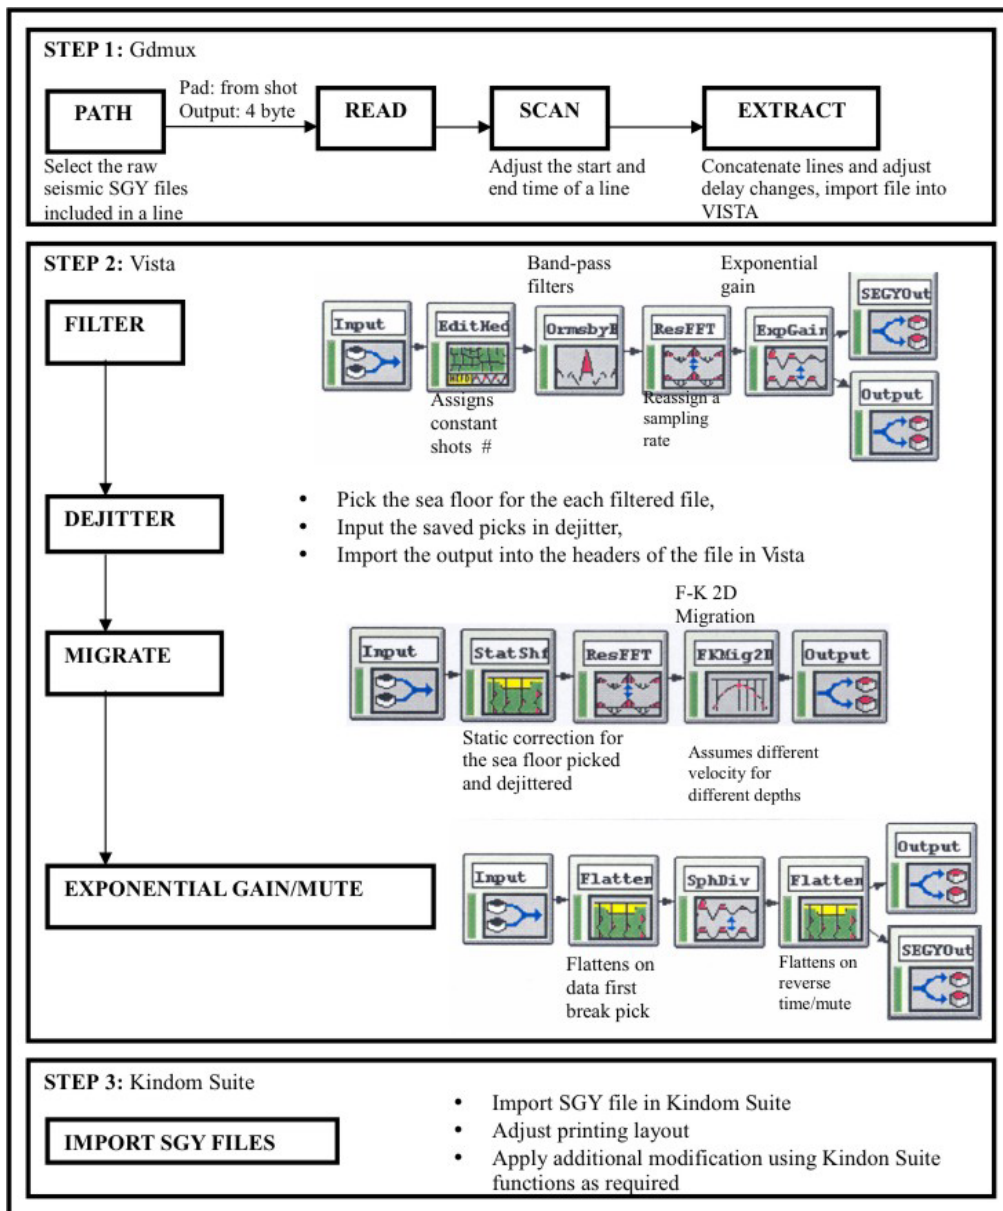 STEP 1: Gdmux
PATH
Pad: from shot
Output: 4 byte
READ
SCAN
EXTRACT
Select the raw
seismic SGY files
included in a line
Adjust the start and
end time of a line
Concatenate lines and adjust
delay changes, import file into
VISTA
STEP 2: Vista
FILTER
Band-pass
filters
Exponential
gain
Input
EditHed
OrmsbyB
ResFFT
ExpGain
SEGYOut
Output
HEFD
Assigns
constant
shots #
Reassign a
sampling
rate
DEJITTER
• Pick the sea floor for the each filtered file,
• Input the saved picks in dejitter,
• Import the output into the headers of the file in Vista
MIGRATE
F-K 2D
Migration
Input
StatShf
ResFFT
FKMig2D
Output
Static correction for
the sea floor picked
and dejittered
Assumes different
velocity for
different depths
EXPONENTIAL GAIN/MUTE
Input
Flatten
SphDiv
Flatten
Output
SEGYOut
Flattens on
data first
break pick
Flattens on
reverse
time/mute
STEP 3: Kindom Suite
IMPORT SGY FILES
• Import SGY file in Kindom Suite
• Adjust printing layout
• Apply additional modification using Kindon Suite
functions as required